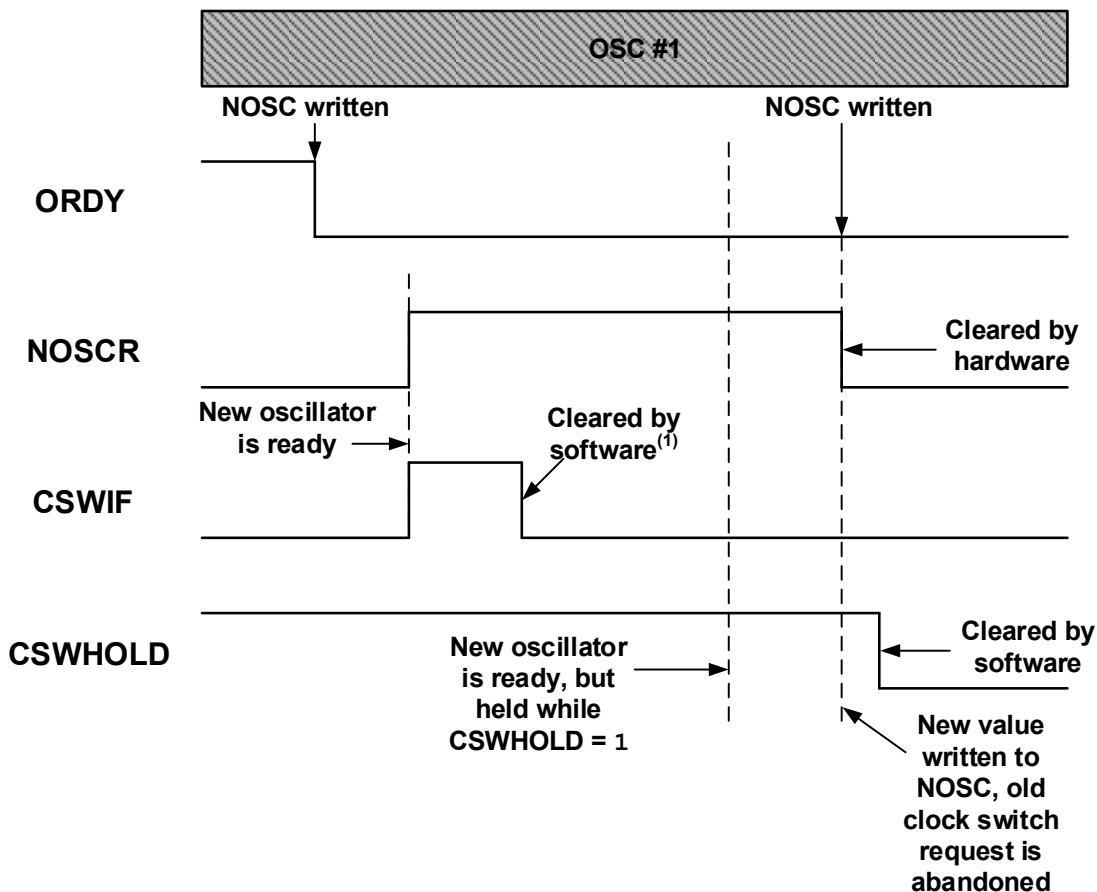 OSC #1
NOSC written
NOSC written
ORDY
NOSCR
Cleared by
hardware
New oscillator
is ready
Cleared by
software(1)
CSWIF
CSWHOLD
New oscillator
is ready, but
held while
CSWHOLD = 1
Cleared by
software
New value
written to
NOSC, old
clock switch
request is
abandoned